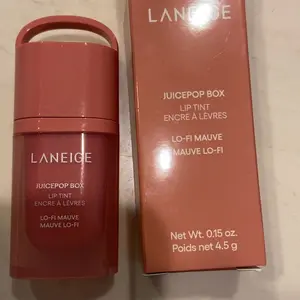 LANEIGE
JUICEPOP BOX
LIP TINT
ENCRE À LÈVRES
LO-FI MAUVE
MAUVE LO-FI
LANEIGE
JUICEPOP BOX
LIP TINT
ENCRE À LÈVRES
LO-FI MAUVE
MAUVE LO-FI
Net Wt. 0.15 oz.
Poids net 4.5 g